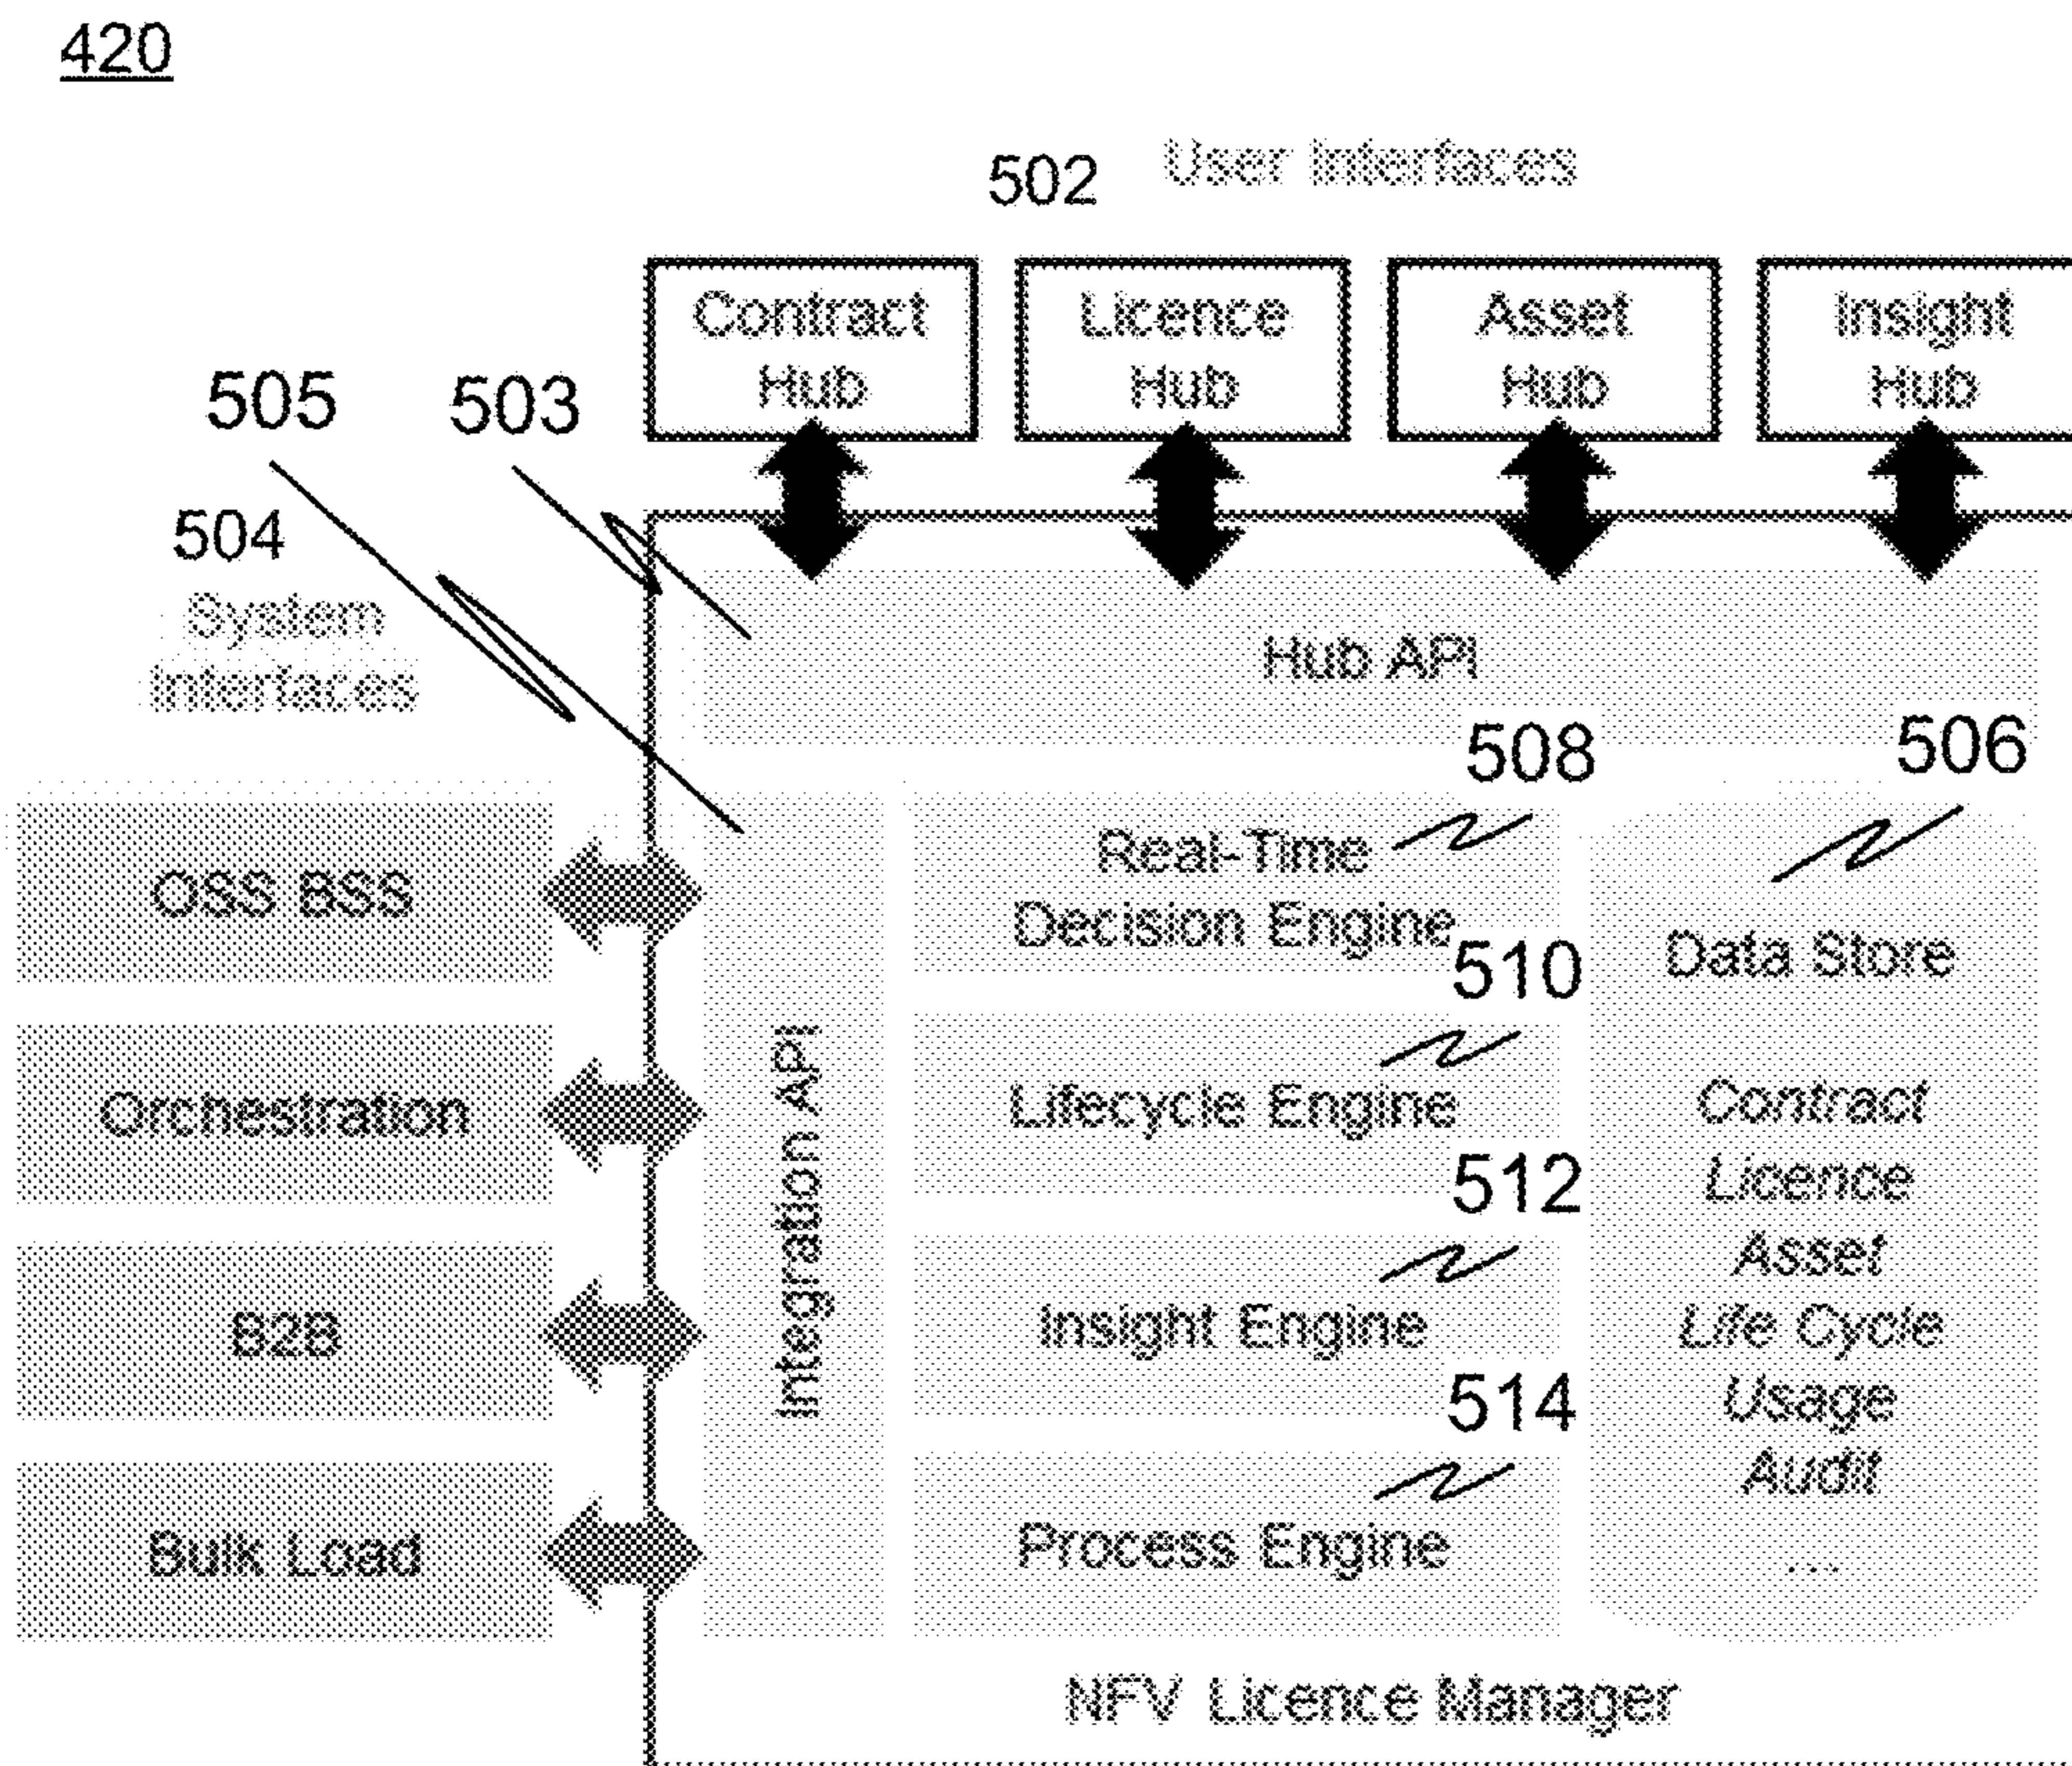 420
502 User Interfaces
Contract
Hub
Licence
Hub
Asset
Hub
Insight
Hub
505
503
504
System
Interfaces
Hub API
508
506
OSS BSS
Orchestration
B2B
Bulk Load
Integration API
Real-Time
Decision Engine
510
Lifecycle Engine
512
Insight Engine
514
Process Engine
Data Store
Contract
Licence
Asset
Life Cycle
Usage
Audit
...
NFV Licence Manager